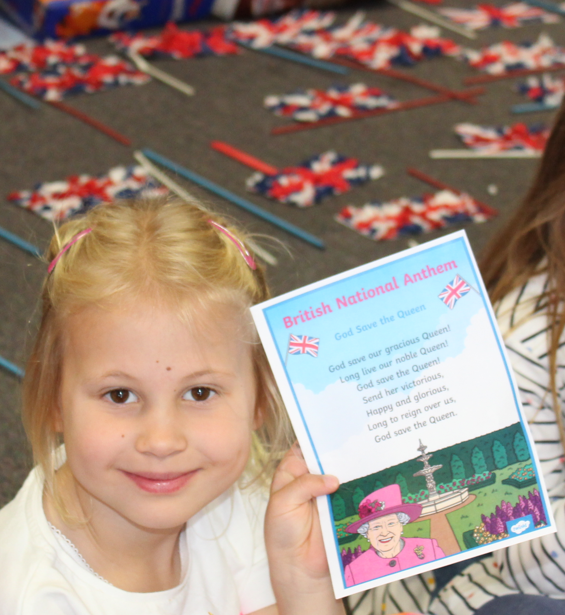 British National Anthem
God Save the Queen
God save our gracious Queen!
Long live our noble Queen!
God save the Queen!
Send her victorious,
Happy and glorious,
Long to reign over us,
God save the Queen.